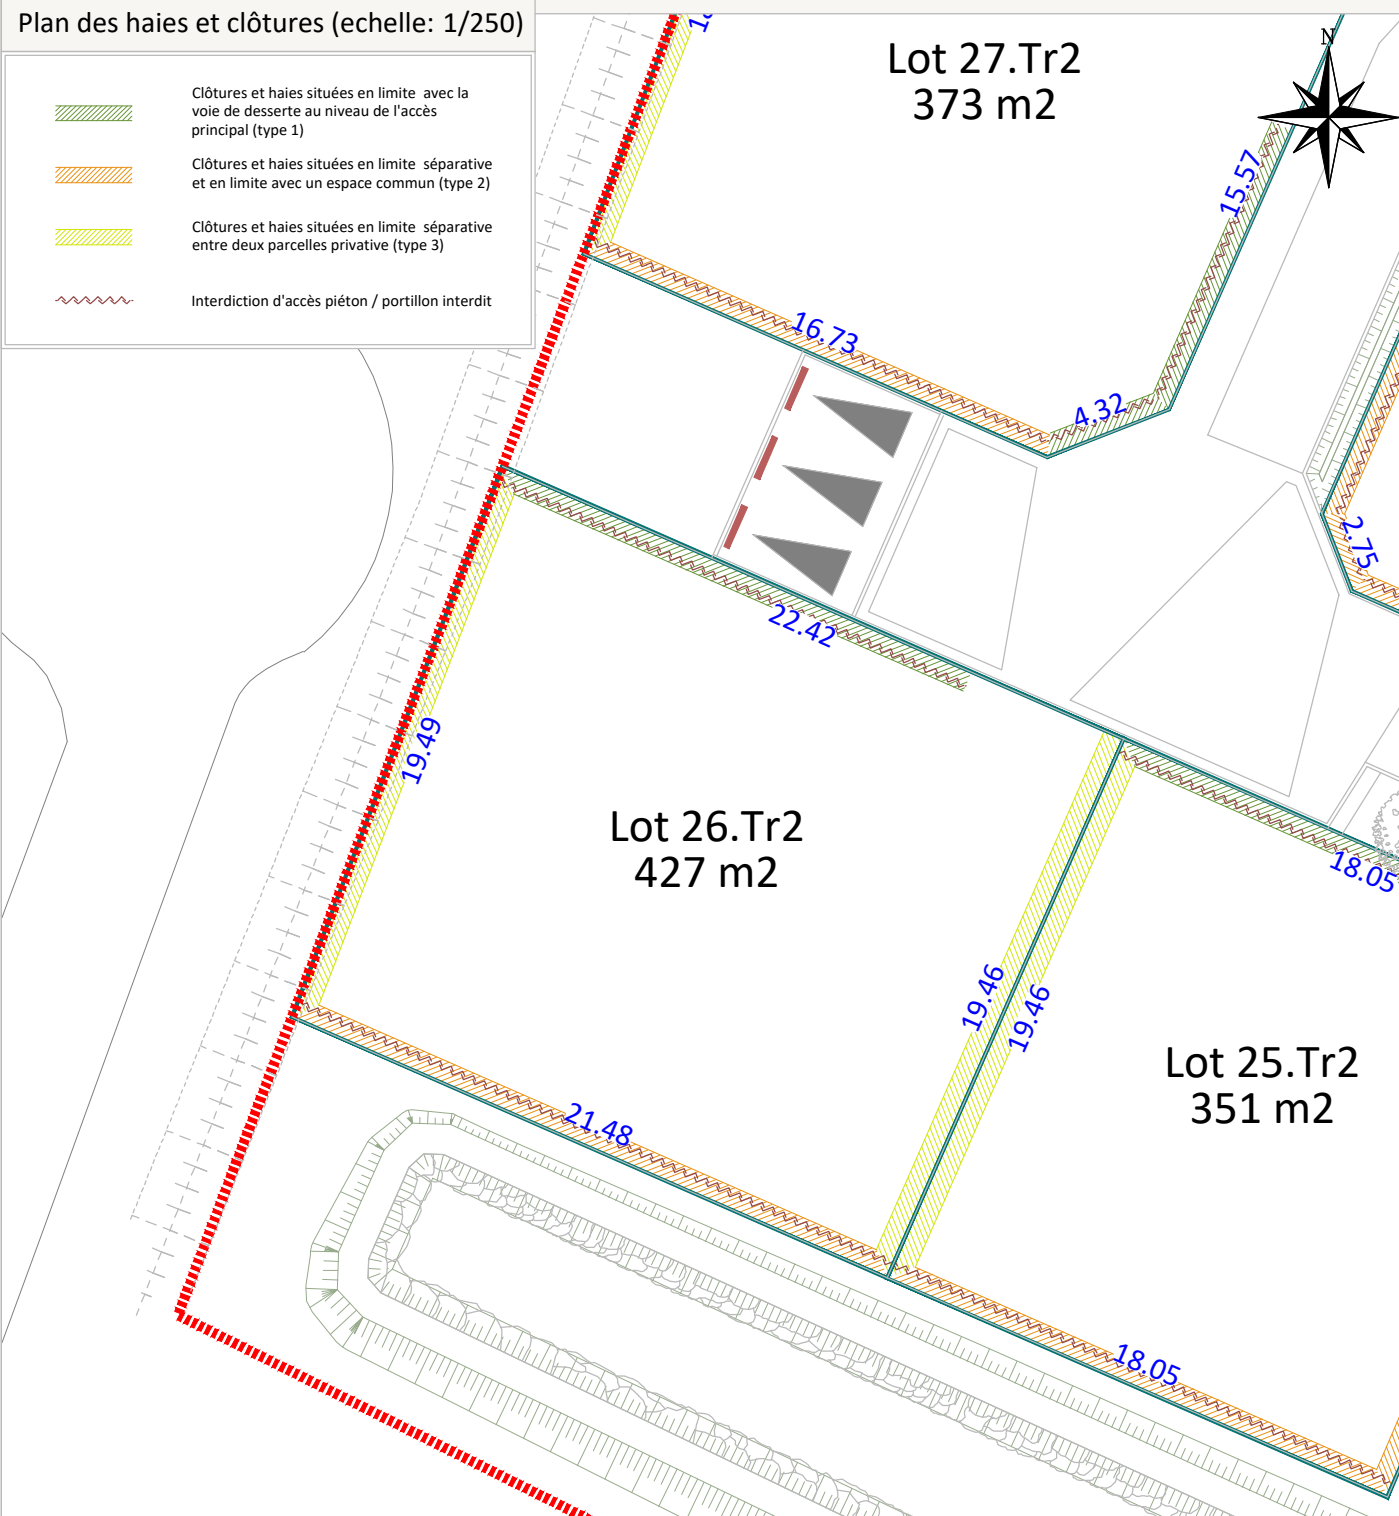 Plan des haies et clôtures (echelle: 1/250)
Clôtures et haies situées en limite avec la
voie de desserte au niveau de l'accès
principal (type 1)
Clôtures et haies situées en limite séparative
et en limite avec un espace commun (type 2)
Clôtures et haies situées en limite séparative
entre deux parcelles privative (type 3)
Interdiction d'accès piéton / portillon interdit
Lot 27.Tr2
373 m2
N
15.57
16.73
4.32
2.75
22.42
19.49
Lot 26.Tr2
427 m2
18.05
19.46
19.46
Lot 25.Tr2
351 m2
21.48
18.05